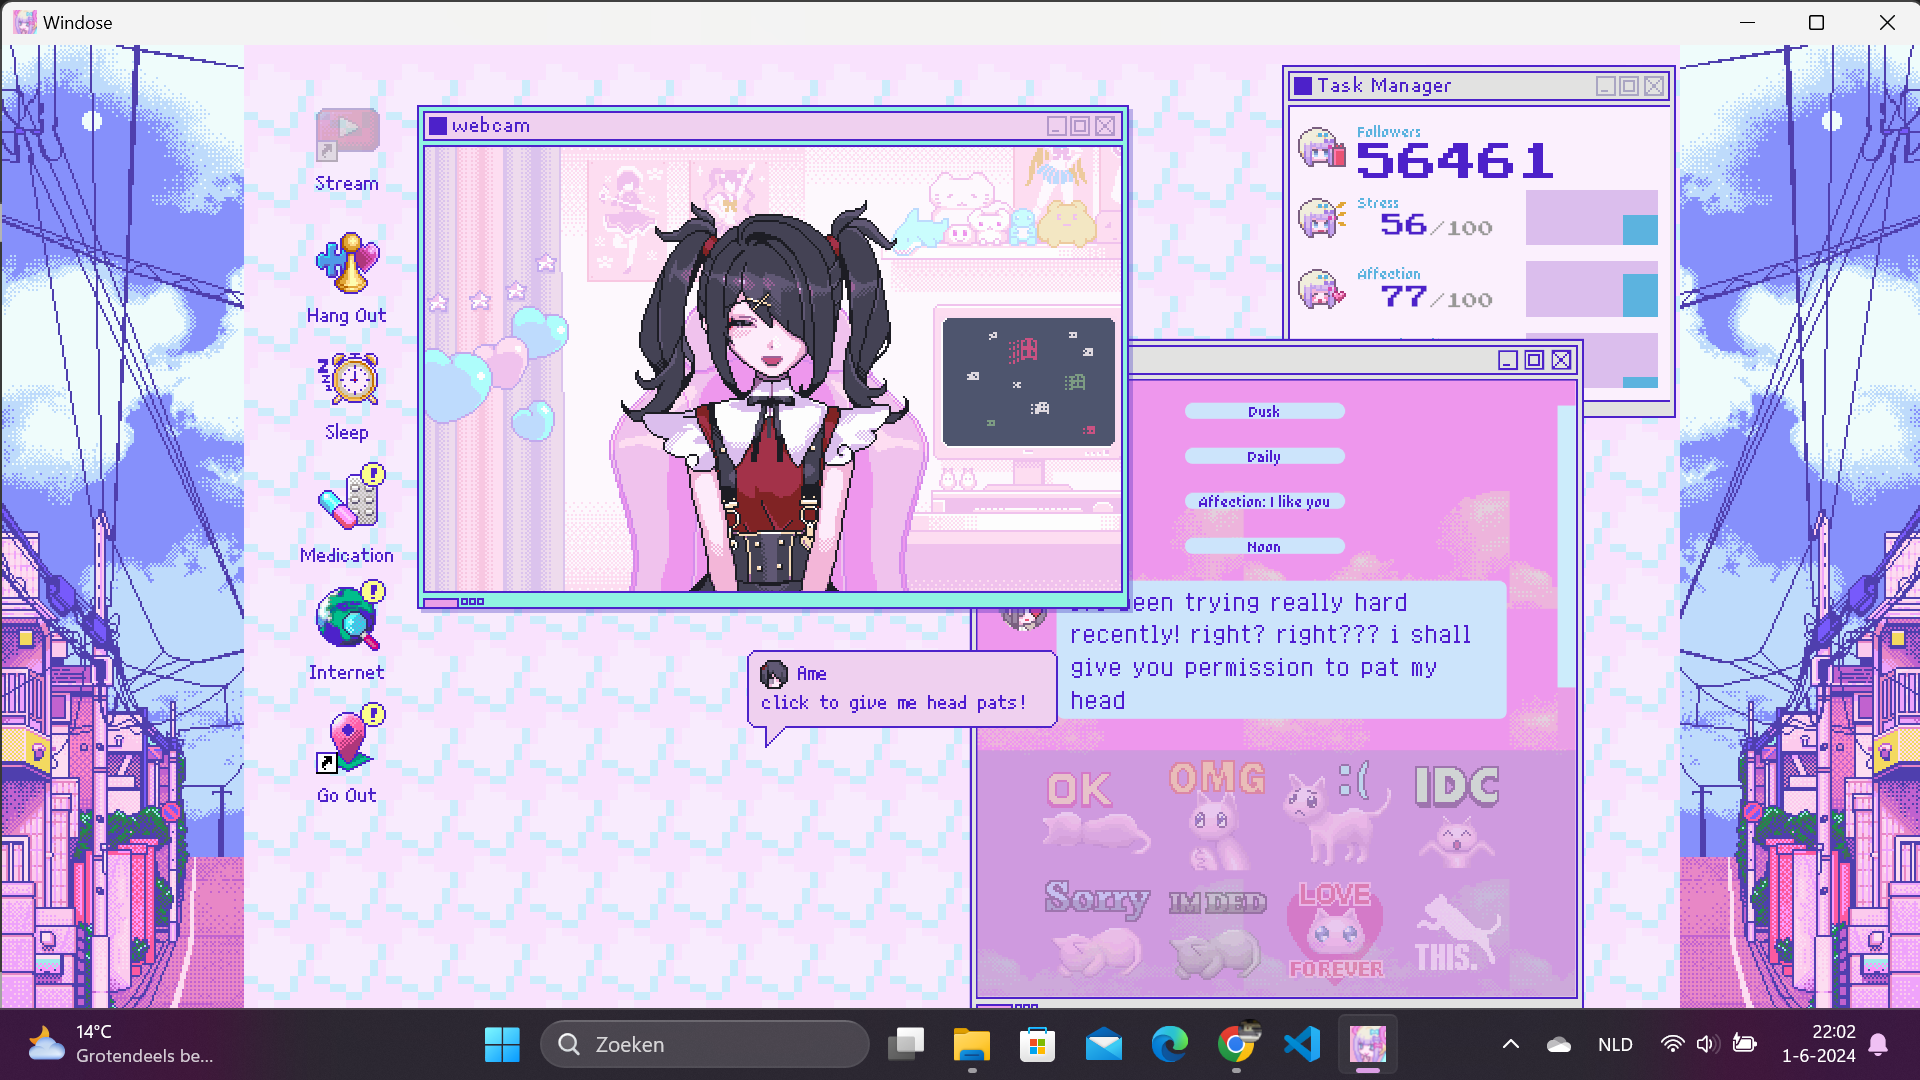 Windose
Stream
Hang Out
Sleep
Medication
Internet
Go Out
webcam
Task Manager
Followers
56461
Stress
56/100
Affection
77/100
Dusk
Daily
Affection: I like you
Noon
been trying really hard
recently! right? right??? i shall
give you permission to pat my
head
Ame
click to give me head pats!
OK
OMG
:(
IDC
Sorry
IM DED
LOVE
FOREVER
THIS.
14°C
Grotendeels be...
Zoeken
NLD
22:02
1-6-2024